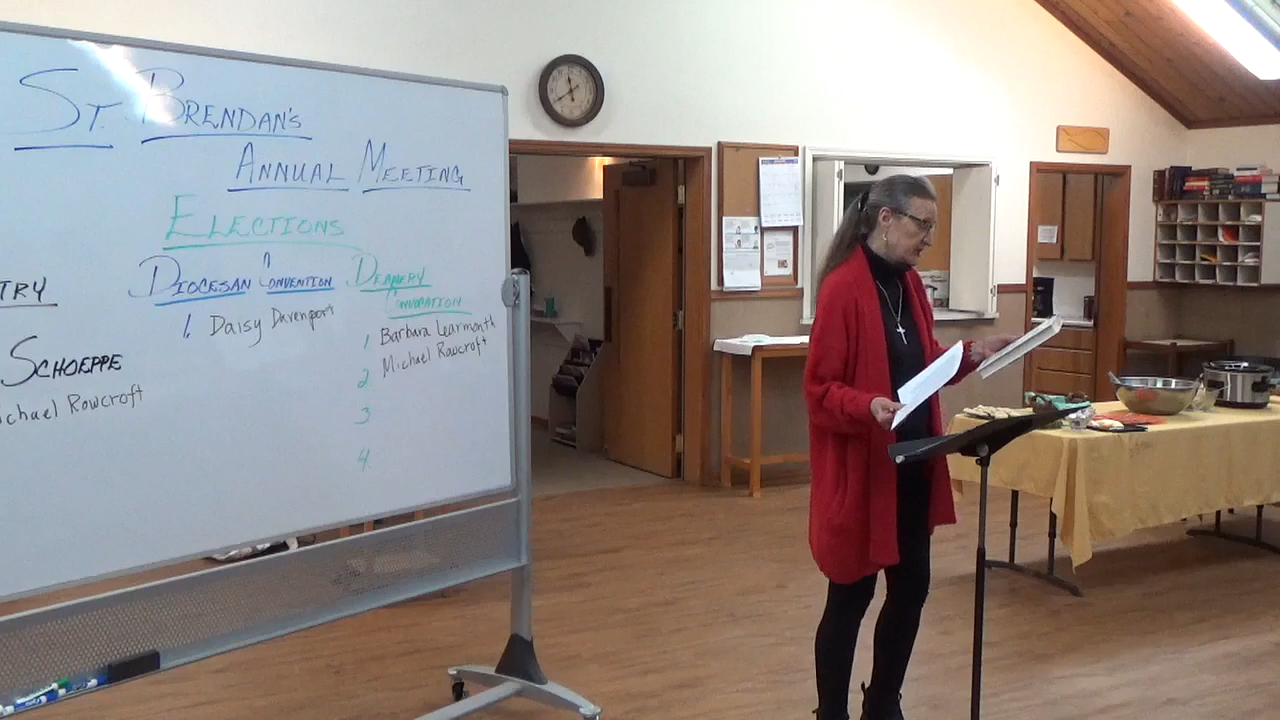 ST. BRENDAN'S
ANNUAL MEETING
ELECTIONS
TRY
SCHOEPPE
ichael Rowcroft
DIOCESAN CONVENTION
1. Daisy Davenport
DEANERY
CONVOCATION
1 Barbara Learmonth
2. Michael Rowcroft
3
4.